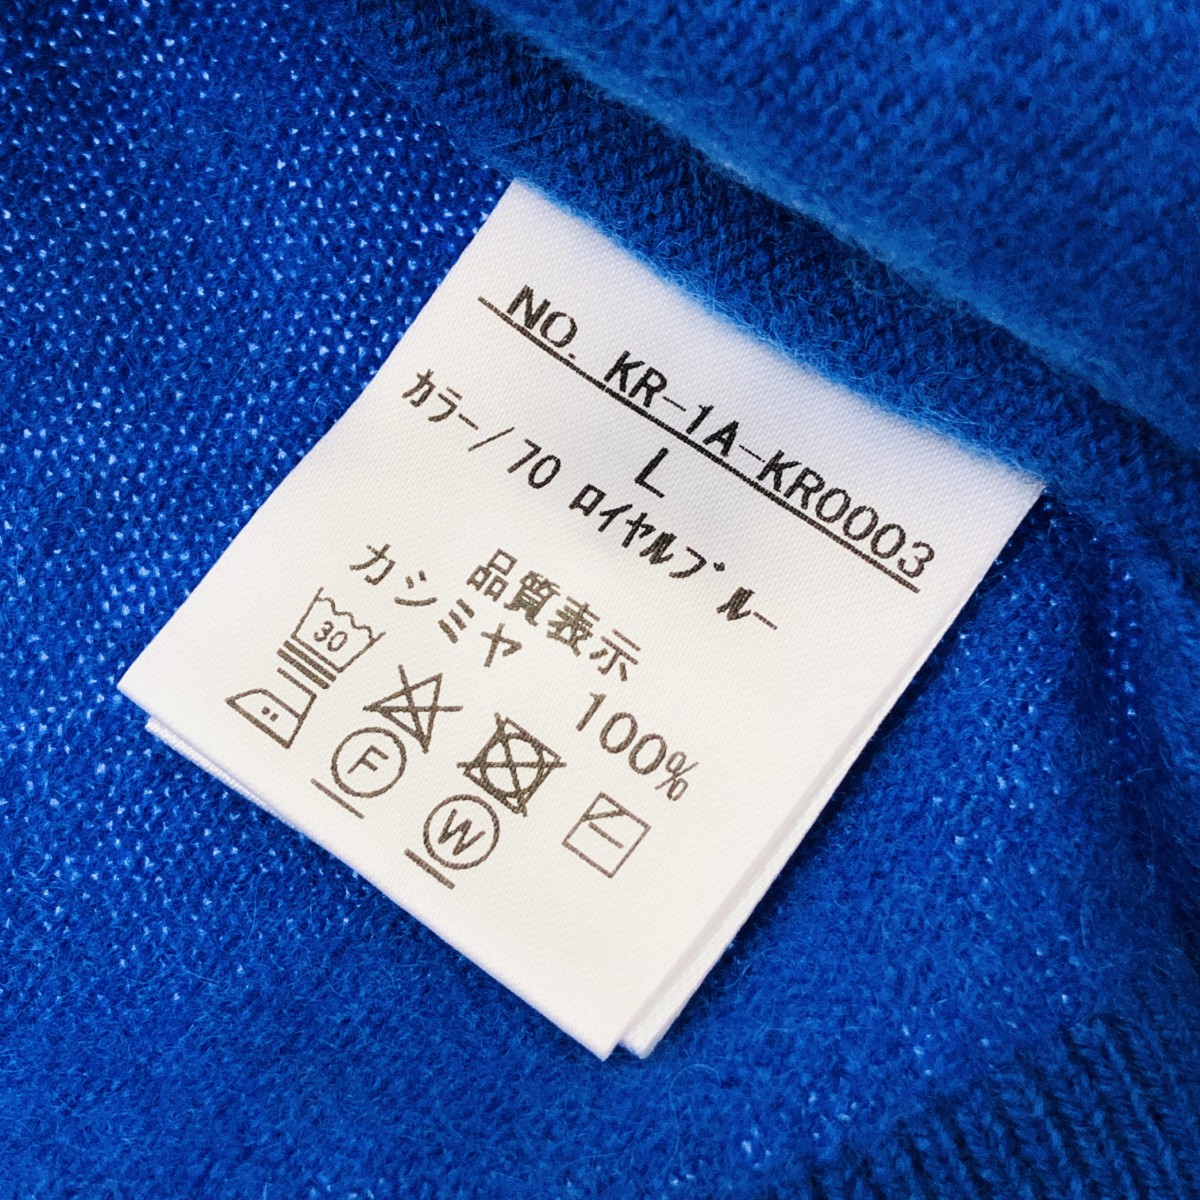 NO. KR-1A-KR0003
L
カラー/70 ロイヤルブルー
品質表示
カシミヤ 100%
30
F
W